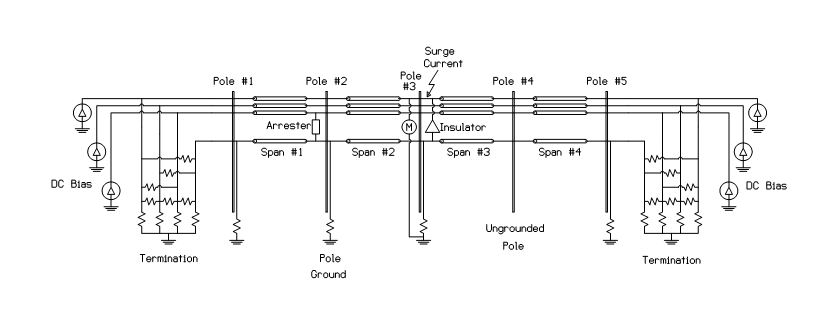 Surge
Current
Pole #1
Pole #2
Pole
#3
Pole #4
Pole #5
Arrester
M
Insulator
Span #1
Span #2
Span #3
Span #4
DC Bias
DC Bias
Ungrounded
Pole
Termination
Pole
Ground
Termination